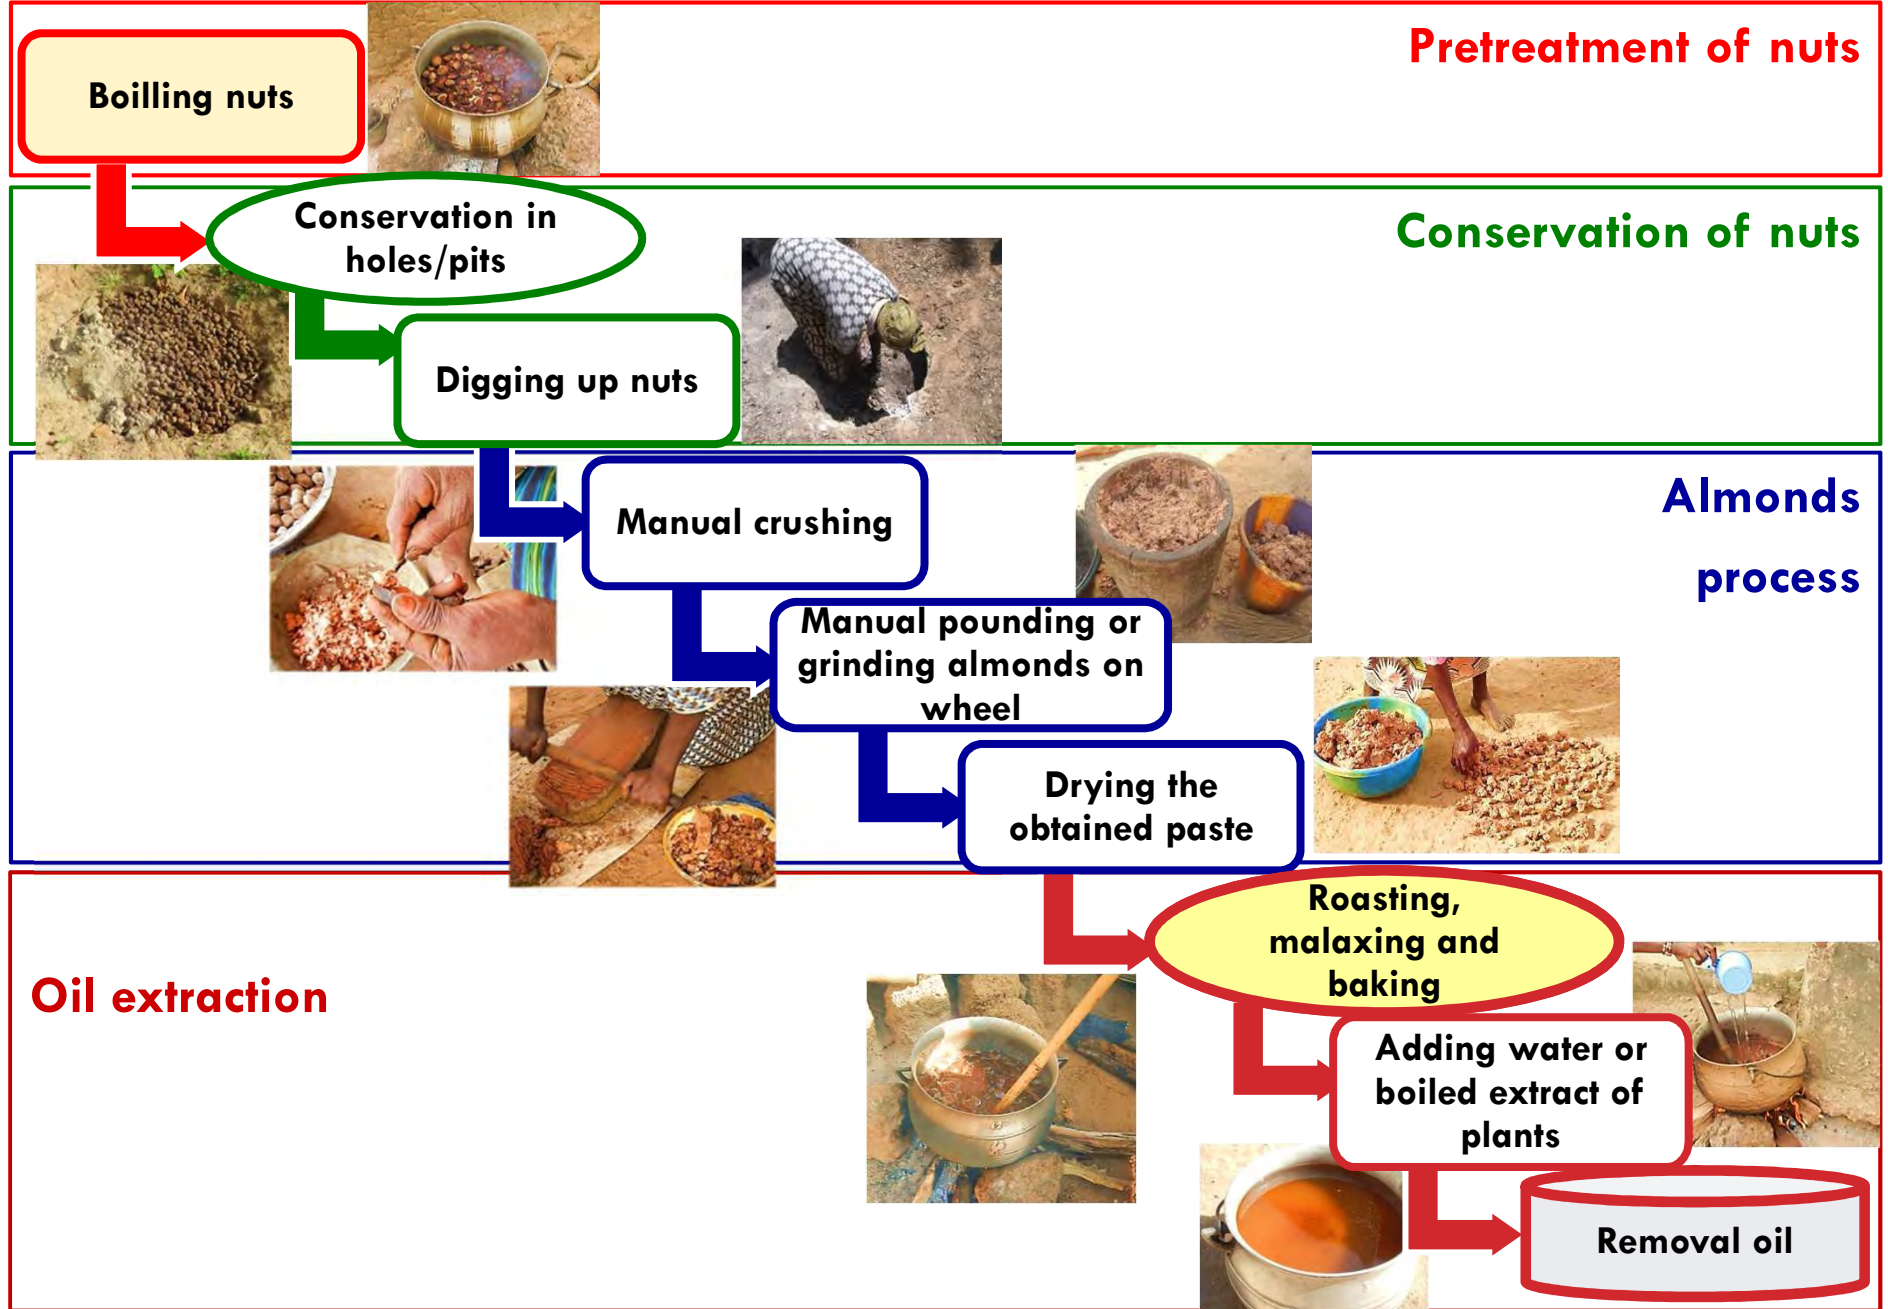 Pretreatment of nuts
Boilling nuts
Conservation of nuts
Conservation in
holes/pits
Digging up nuts
Almonds
process
Manual crushing
Manual pounding or
grinding almonds on
wheel
Drying the
obtained paste
Oil extraction
Roasting,
malaxing and
baking
Adding water or
boiled extract of
plants
Removal oil